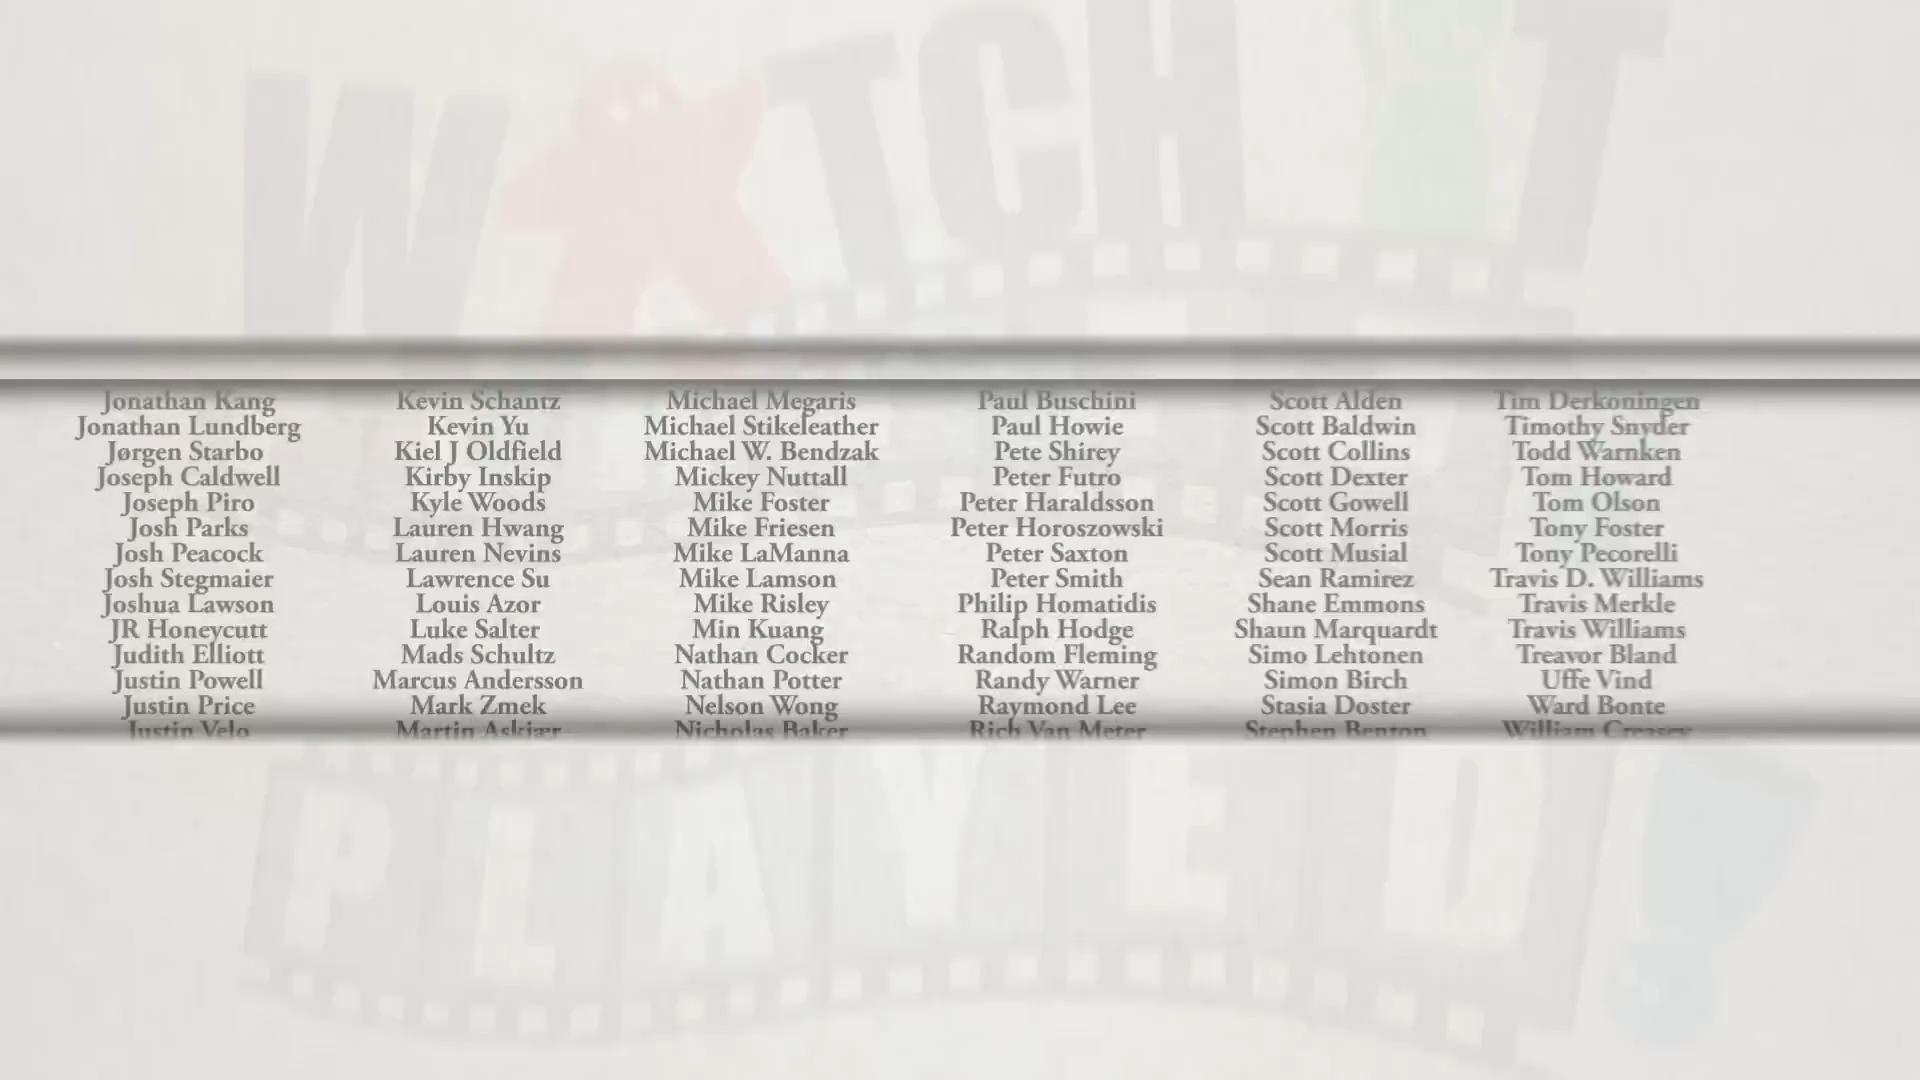 WATCH IT
Jonathan Kang Kevin Schantz Michael Megaris Paul Buschini Scott Alden Tim Derkoningen
Jonathan Lundberg Kevin Yu Michael Stikeleather Paul Howie Scott Baldwin Timothy Snyder
Jørgen Starbo Kiel J Oldfield Michael W. Bendzak Pete Shirey Scott Collins Todd Warnken
Joseph Caldwell Kirby Inskip Mickey Nuttall Peter Futro Scott Dexter Tom Howard
Joseph Piro Kyle Woods Mike Foster Peter Haraldsson Scott Gowell Tom Olson
Josh Parks Lauren Hwang Mike Friesen Peter Horoszowski Scott Morris Tony Foster
Josh Peacock Lauren Nevins Mike LaManna Peter Saxton Scott Musial Tony Pecorelli
Josh Stegmaier Lawrence Su Mike Lamson Peter Smith Sean Ramirez Travis D. Williams
Joshua Lawson Louis Azor Mike Risley Philip Homatidis Shane Emmons Travis Merkle
JR Honeycutt Luke Salter Min Kuang Ralph Hodge Shaun Marquardt Travis Williams
Judith Elliott Mads Schultz Nathan Cocker Random Fleming Simo Lehtonen Treavor Bland
Justin Powell Marcus Andersson Nathan Potter Randy Warner Simon Birch Uffe Vind
Justin Price Mark Zmek Nelson Wong Raymond Lee Stasia Doster Ward Bonte
Justin Velo Martin Askjær Nicholas Baker Rich Van Meter Stephen Benton William Creasey
PLAYED!